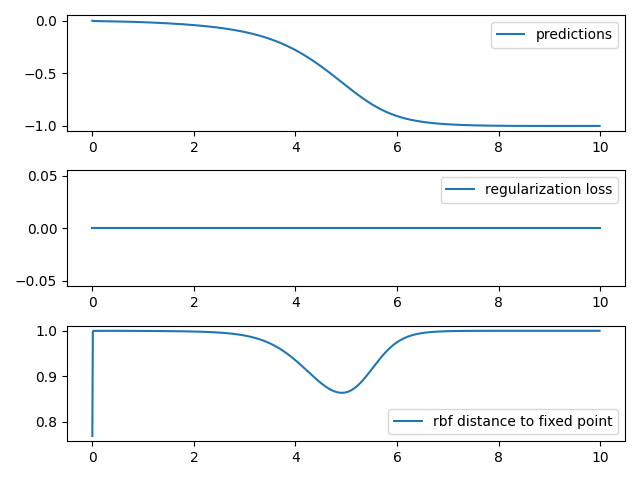 0.0
−0.5
−1.0
predictions
0 2 4 6 8 10
0.05
0.00
−0.05
regularization loss
0 2 4 6 8 10
1.0
0.9
0.8
rbf distance to fixed point
0 2 4 6 8 10